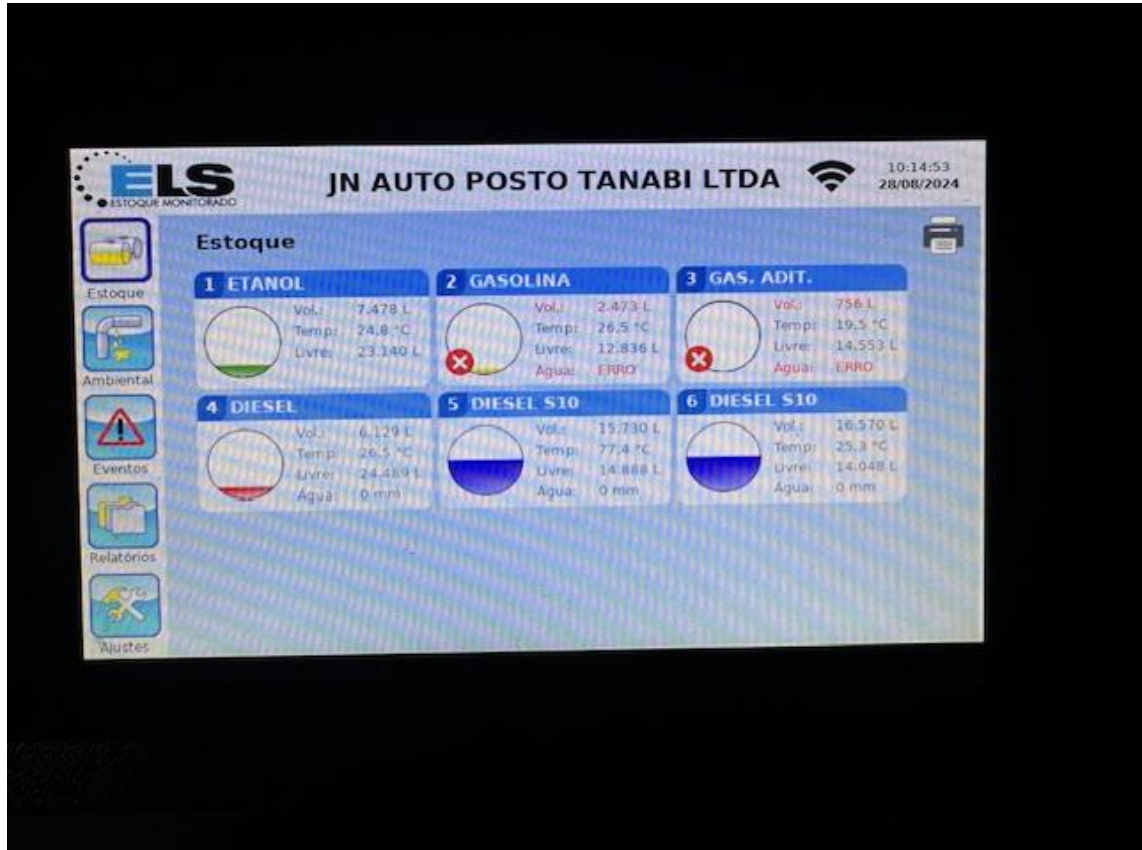 ELS
ESTOQUE MONITORADO
JN AUTO POSTO TANABI LTDA
10:14:53
28/08/2024
Estoque
Estoque
Ambiental
Eventos
Relatórios
Ajustes
1 ETANOL
Vol.: 7.478 L
Temp: 24,8 °C
Livre: 23.140 L
2 GASOLINA
Vol.: 2.473 L
Temp: 26,5 °C
Livre: 12.836 L
Água: ERRO
3 GAS. ADIT.
Vol.: 756 L
Temp: 19,5 °C
Livre: 14.553 L
Água: ERRO
4 DIESEL
Vol.: 6.129 L
Temp: 26,5 °C
Livre: 24.489 L
Água: 0 mm
5 DIESEL S10
Vol.: 15.730 L
Temp: 77,4 °C
Livre: 14.888 L
Água: 0 mm
6 DIESEL S10
Vol.: 16.570 L
Temp: 25,3 °C
Livre: 14.048 L
Água: 0 mm